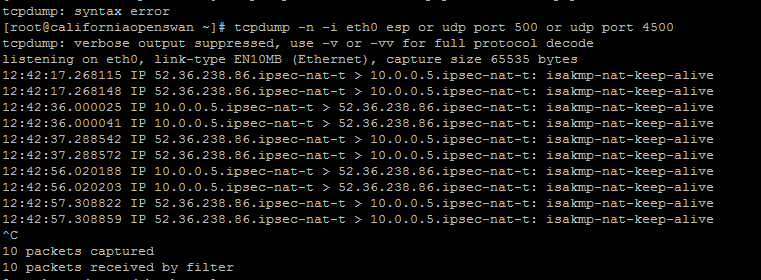 tcpdump: syntax error
[root@californiaopenswan ~]# tcpdump -n -i eth0 esp or udp port 500 or udp port 4500
tcpdump: verbose output suppressed, use -v or -vv for full protocol decode
listening on eth0, link-type EN10MB (Ethernet), capture size 65535 bytes
12:42:17.268115 IP 52.36.238.86.ipsec-nat-t > 10.0.0.5.ipsec-nat-t: isakmp-nat-keep-alive
12:42:17.268148 IP 52.36.238.86.ipsec-nat-t > 10.0.0.5.ipsec-nat-t: isakmp-nat-keep-alive
12:42:36.000025 IP 10.0.0.5.ipsec-nat-t > 52.36.238.86.ipsec-nat-t: isakmp-nat-keep-alive
12:42:36.000041 IP 10.0.0.5.ipsec-nat-t > 52.36.238.86.ipsec-nat-t: isakmp-nat-keep-alive
12:42:37.288542 IP 52.36.238.86.ipsec-nat-t > 10.0.0.5.ipsec-nat-t: isakmp-nat-keep-alive
12:42:37.288572 IP 52.36.238.86.ipsec-nat-t > 10.0.0.5.ipsec-nat-t: isakmp-nat-keep-alive
12:42:56.020188 IP 10.0.0.5.ipsec-nat-t > 52.36.238.86.ipsec-nat-t: isakmp-nat-keep-alive
12:42:56.020203 IP 10.0.0.5.ipsec-nat-t > 52.36.238.86.ipsec-nat-t: isakmp-nat-keep-alive
12:42:57.308822 IP 52.36.238.86.ipsec-nat-t > 10.0.0.5.ipsec-nat-t: isakmp-nat-keep-alive
12:42:57.308859 IP 52.36.238.86.ipsec-nat-t > 10.0.0.5.ipsec-nat-t: isakmp-nat-keep-alive
^C
10 packets captured
10 packets received by filter